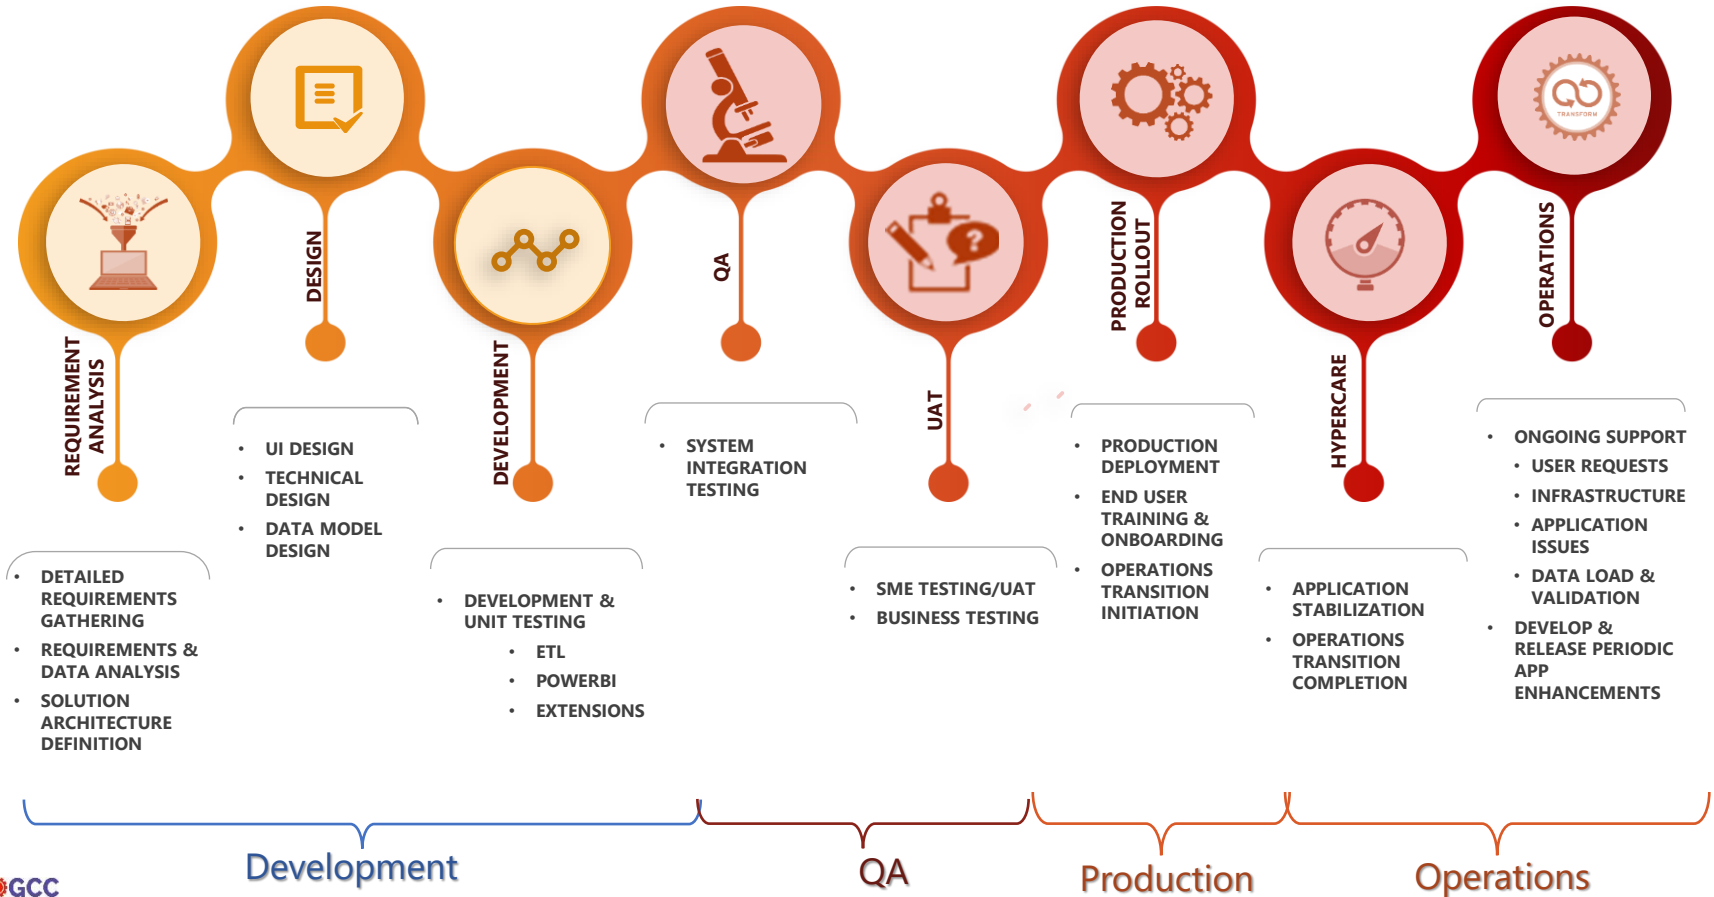 REQUIREMENT
ANALYSIS
DESIGN
DEVELOPMENT
QA
UAT
PRODUCTION
ROLLOUT
HYPERCARE
TRANSFORM
OPERATIONS
• DETAILED
REQUIREMENTS
GATHERING
• REQUIREMENTS &
DATA ANALYSIS
• SOLUTION
ARCHITECTURE
DEFINITION
• UI DESIGN
• TECHNICAL
DESIGN
• DATA MODEL
DESIGN
• DEVELOPMENT &
UNIT TESTING
• ETL
• POWERBI
• EXTENSIONS
• SYSTEM
INTEGRATION
TESTING
• SME TESTING/UAT
• BUSINESS TESTING
• PRODUCTION
DEPLOYMENT
• END USER
TRAINING &
ONBOARDING
• OPERATIONS
TRANSITION
INITIATION
• APPLICATION
STABILIZATION
• OPERATIONS
TRANSITION
COMPLETION
• ONGOING SUPPORT
• USER REQUESTS
• INFRASTRUCTURE
• APPLICATION
ISSUES
• DATA LOAD &
VALIDATION
• DEVELOP &
RELEASE PERIODIC
APP
ENHANCEMENTS
Development
QA
Production
Operations
GCC